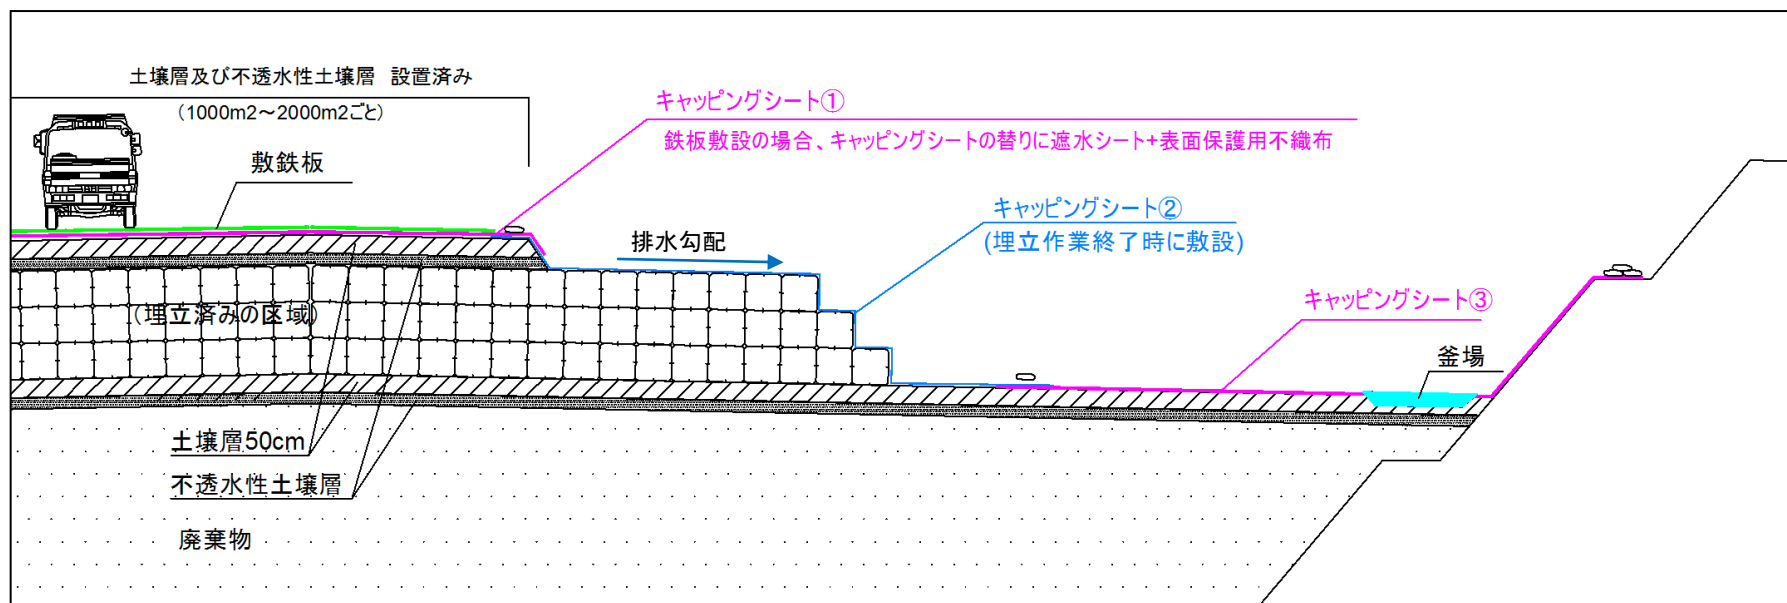 土壌層及び不透水性土壌層　設置済み
(1000m2～2000m2ごと)
敷鉄板
キャッピングシート①
鉄板敷設の場合、キャッピングシートの替りに遮水シート+表面保護用不織布
キャッピングシート②
(埋立作業終了時に敷設)
排水勾配
キャッピングシート③
(埋立済みの区域)
釜場
土壌層50cm
不透水性土壌層
廃棄物